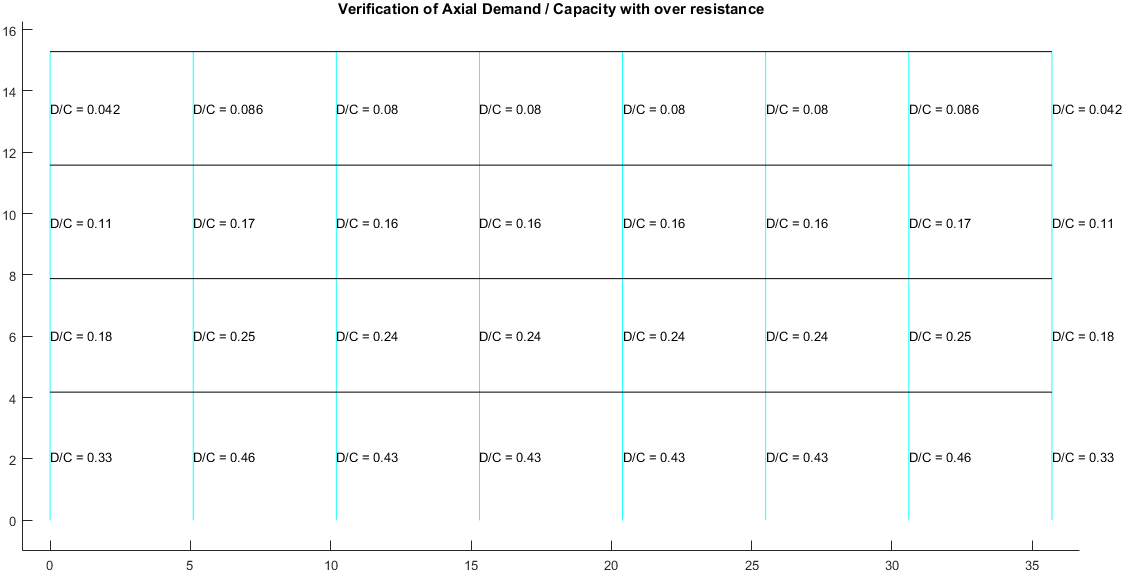 Verification of Axial Demand / Capacity with over resistance
16
14
D/C = 0.042 D/C = 0.086 D/C = 0.08 D/C = 0.08 D/C = 0.08 D/C = 0.08 D/C = 0.086 D/C = 0.042
12
10
D/C = 0.11 D/C = 0.17 D/C = 0.16 D/C = 0.16 D/C = 0.16 D/C = 0.16 D/C = 0.17 D/C = 0.11
8
6
D/C = 0.18 D/C = 0.25 D/C = 0.24 D/C = 0.24 D/C = 0.24 D/C = 0.24 D/C = 0.25 D/C = 0.18
4
2
D/C = 0.33 D/C = 0.46 D/C = 0.43 D/C = 0.43 D/C = 0.43 D/C = 0.43 D/C = 0.46 D/C = 0.33
0
0 5 10 15 20 25 30 35